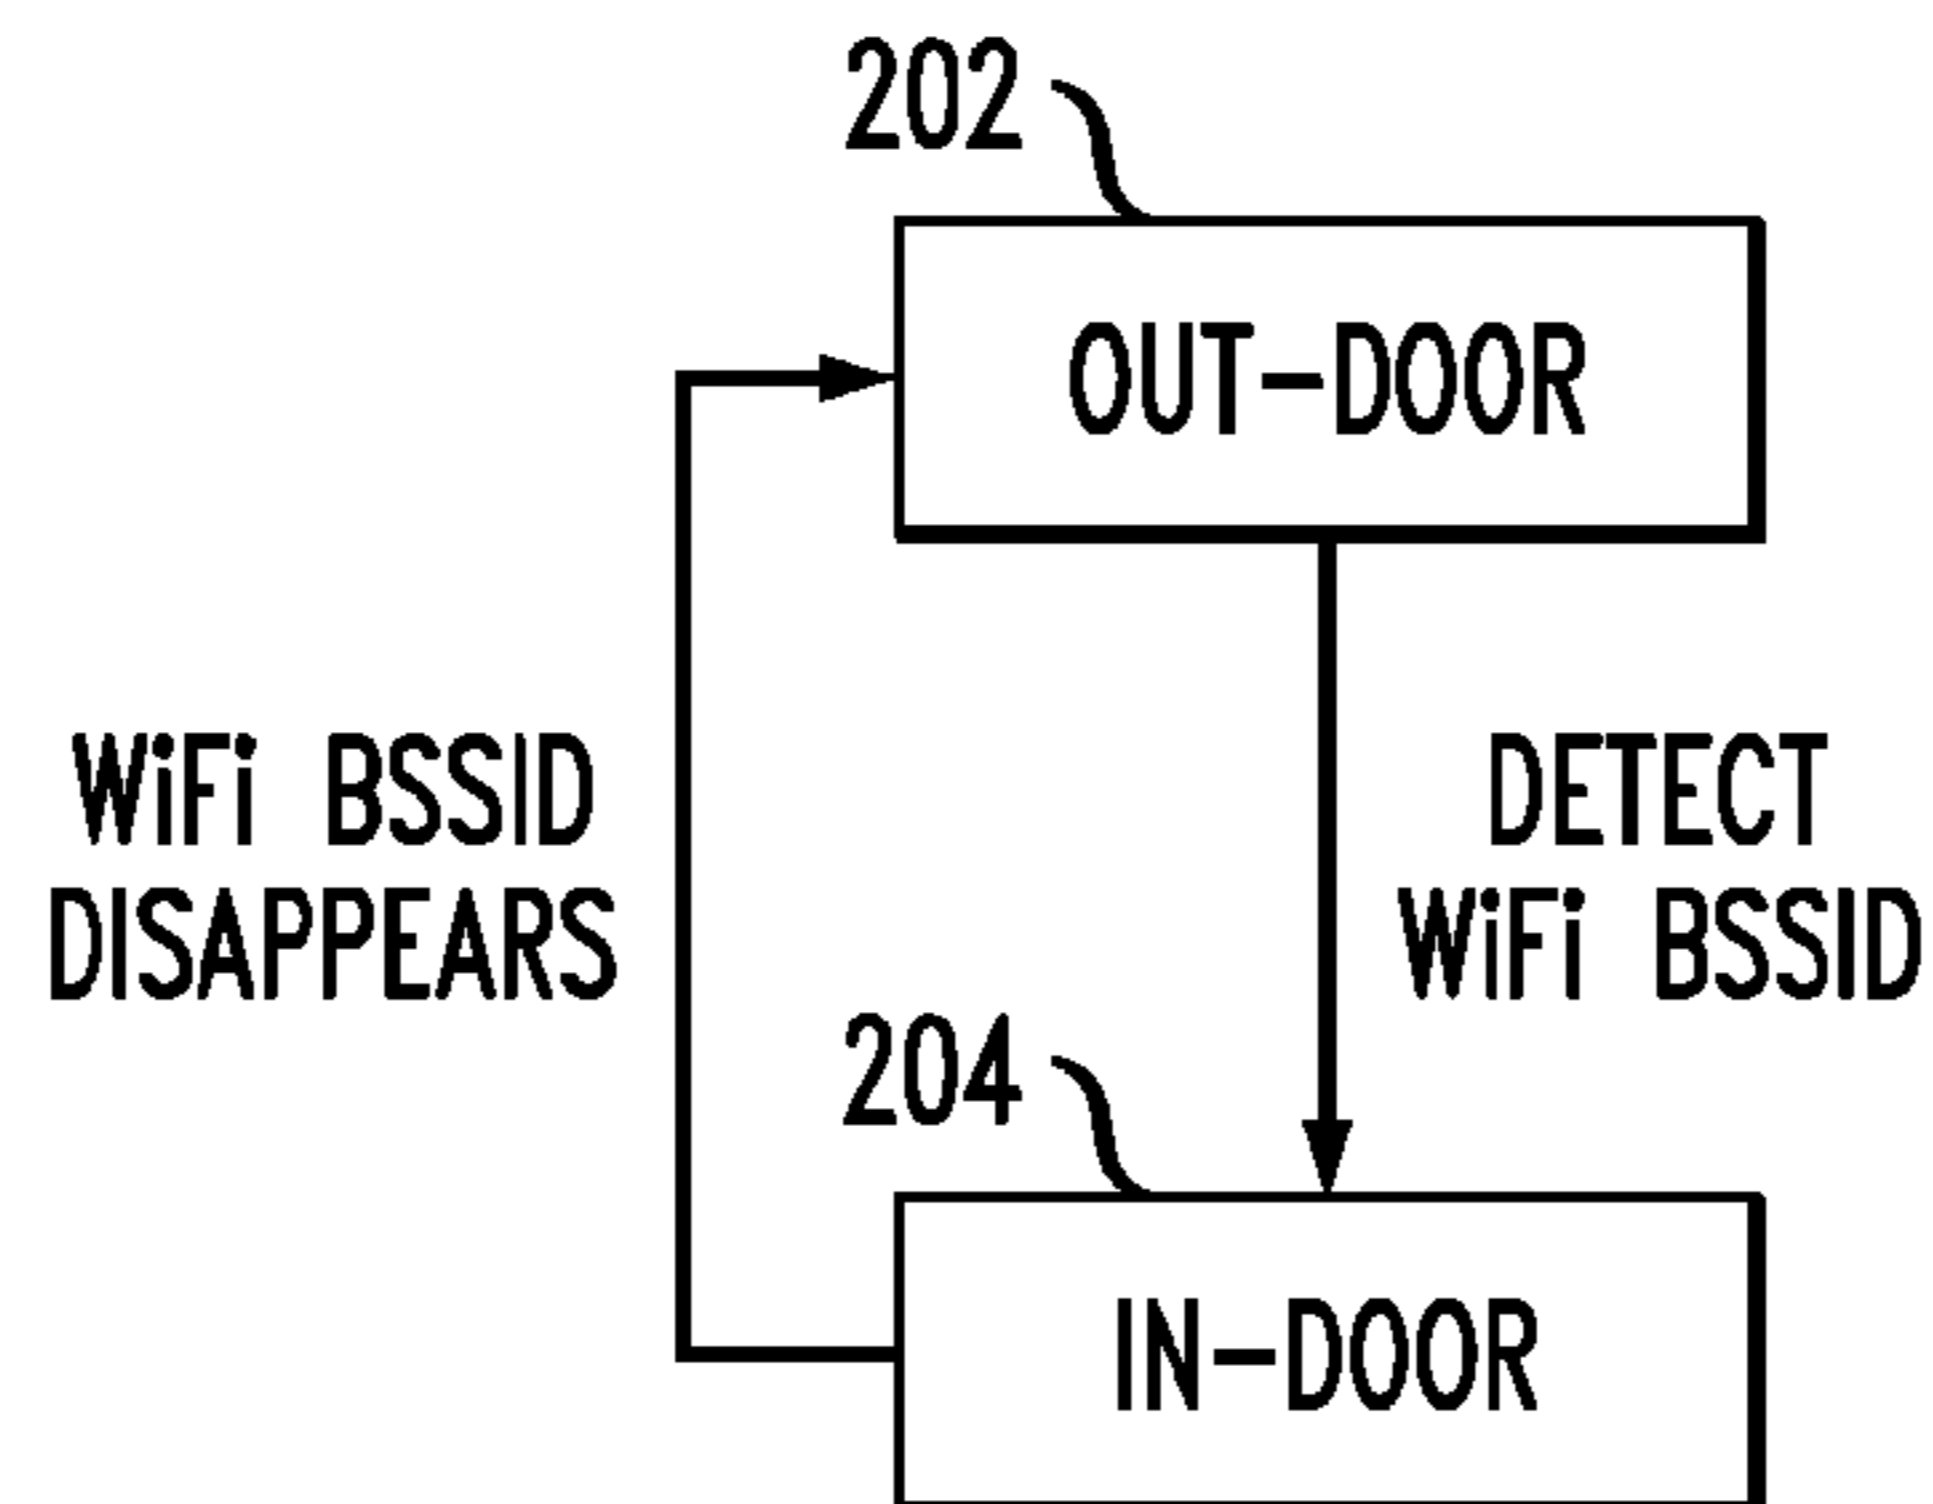 202
OUT-DOOR
WiFi BSSID
DISAPPEARS
DETECT
WiFi BSSID
204
IN-DOOR